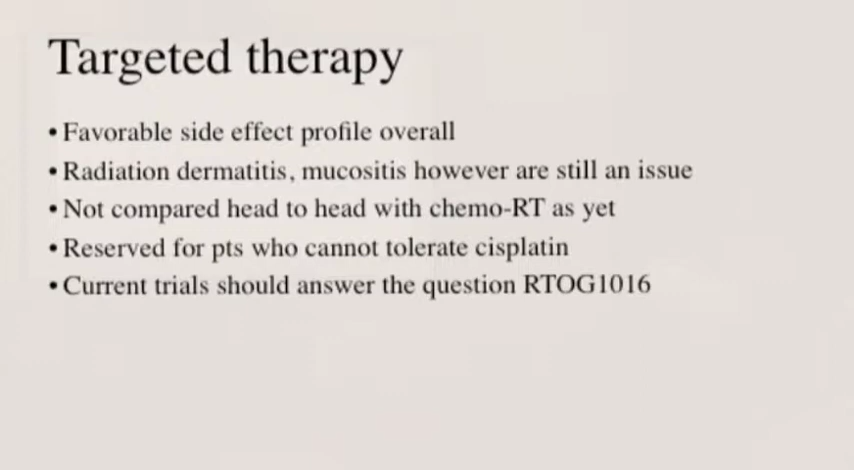 Targeted therapy
• Favorable side effect profile overall
• Radiation dermatitis, mucositis however are still an issue
• Not compared head to head with chemo-RT as yet
• Reserved for pts who cannot tolerate cisplatin
• Current trials should answer the question RTOG1016